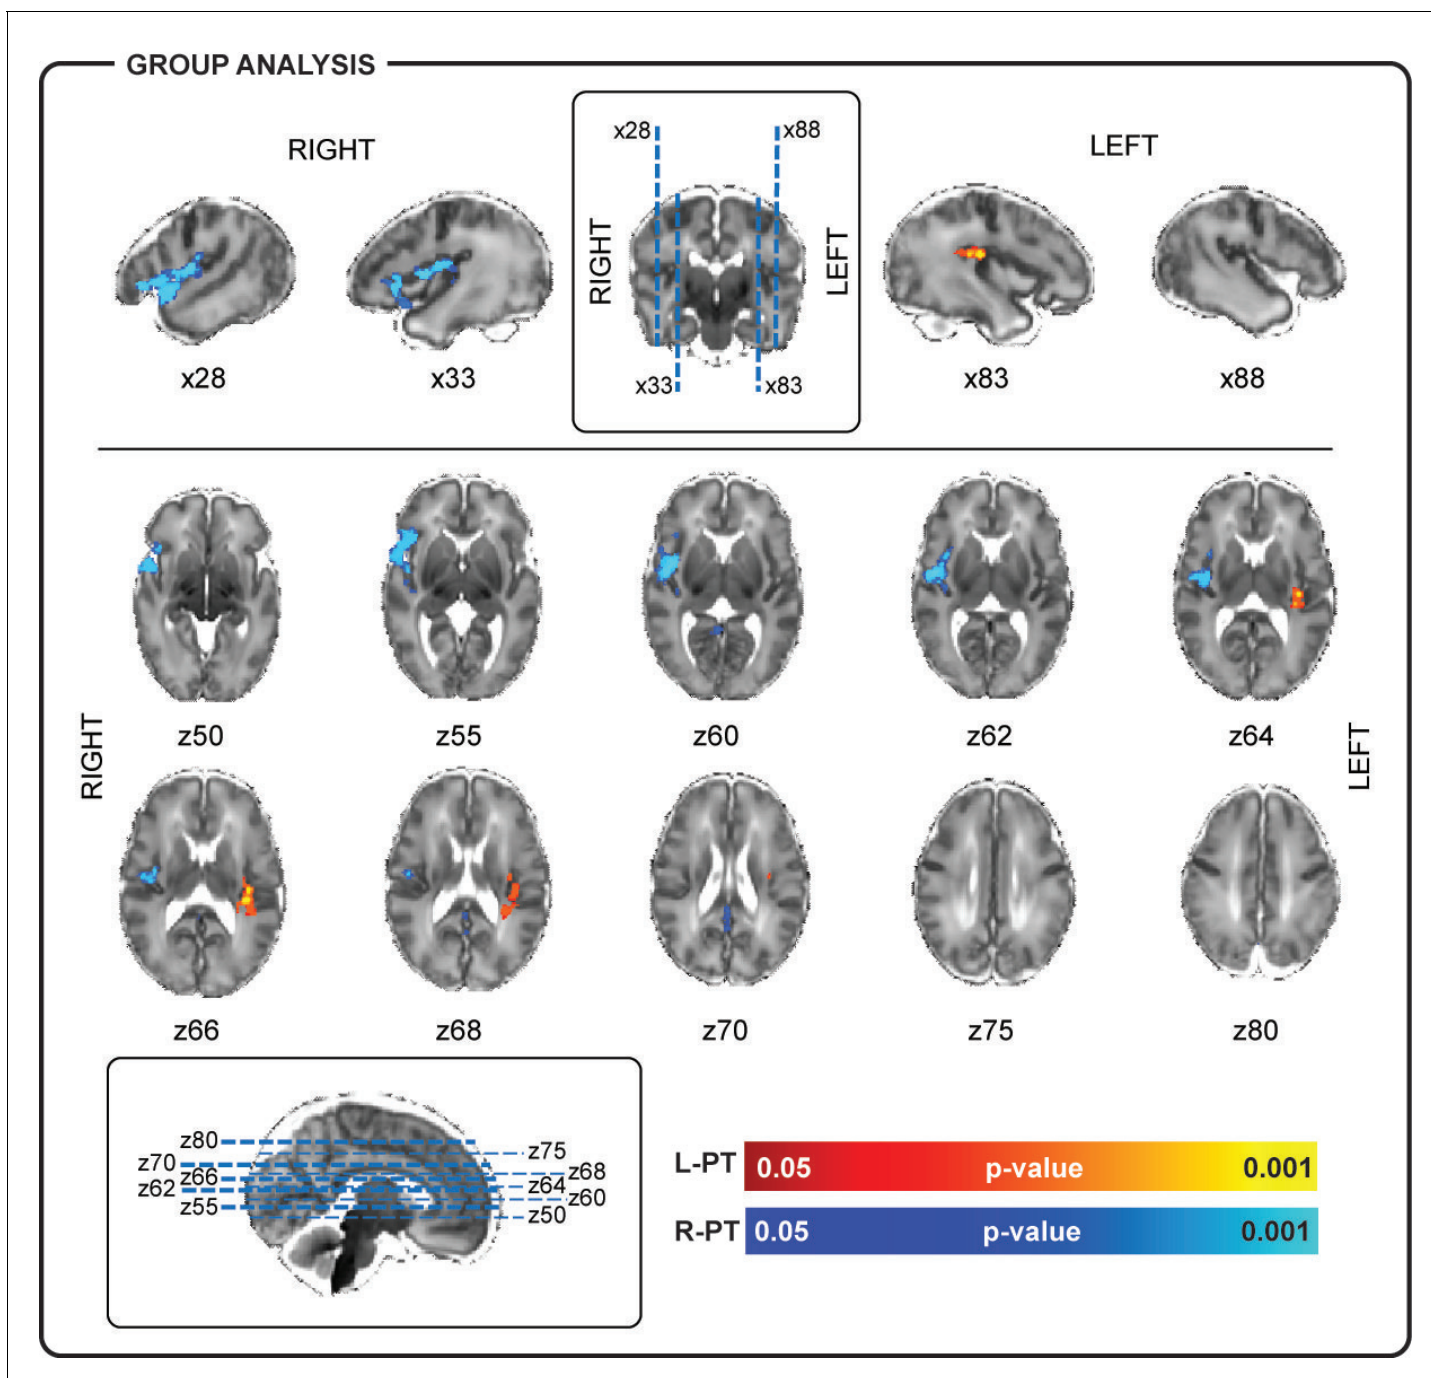 GROUP ANALYSIS
RIGHT
LEFT
x28
x88
RIGHT
LEFT
x33
x83
x28
x33
x83
x88
RIGHT
LEFT
z50
z55
z60
z62
z64
z66
z68
z70
z75
z80
z80
z75
z70
z68
z66
z64
z62
z60
z55
z50
L-PT 0.05 p-value 0.001
R-PT 0.05 p-value 0.001